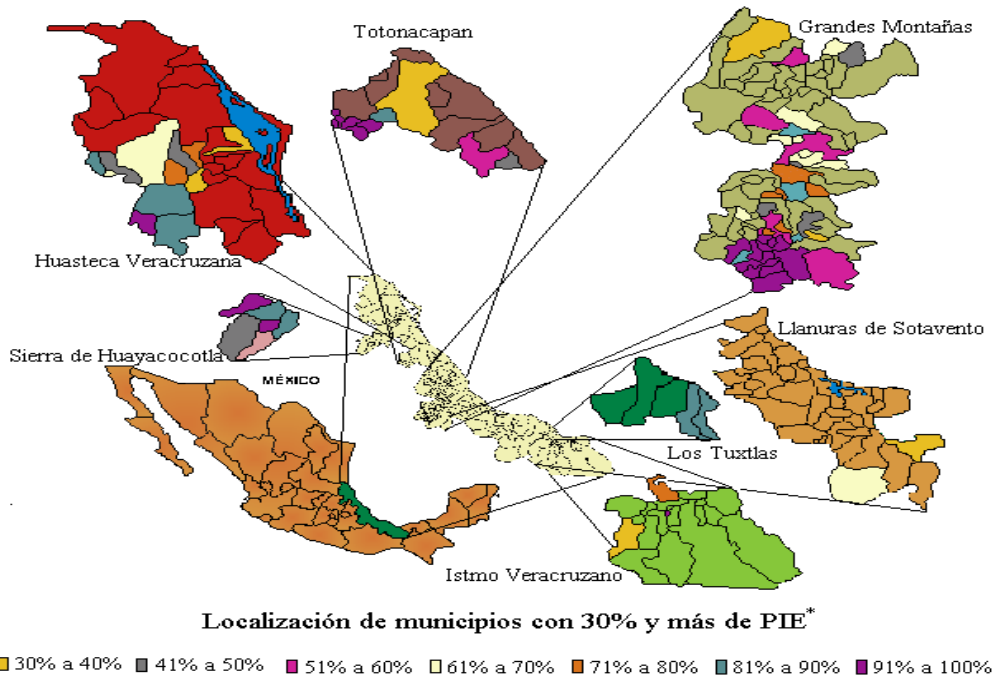 Totonacapan
Grandes Montañas
Huasteca Veracruzana
Sierra de Huayacocotla
MÉXICO
Llanuras de Sotavento
Los Tuxtlas
Istmo Veracruzano
Localización de municipios con 30% y más de PIE*
30% a 40% 41% a 50% 51% a 60% 61% a 70% 71% a 80% 81% a 90% 91% a 100%